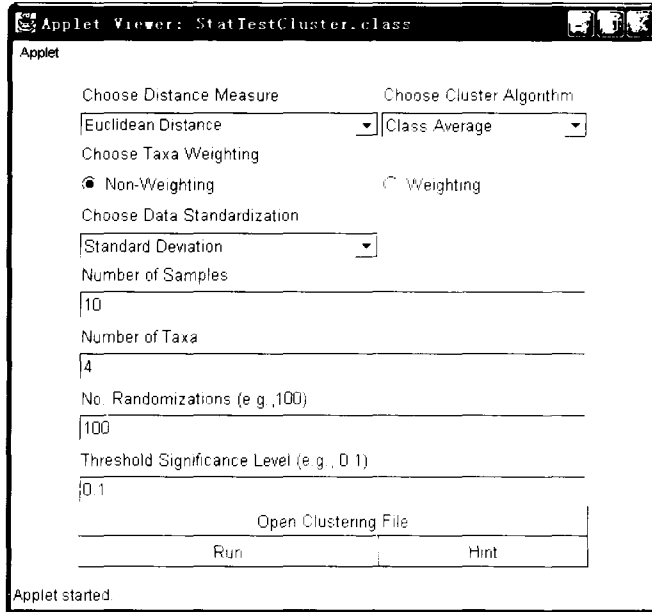 Applet Viewer: StatTestCluster.class
Applet
Choose Distance Measure Choose Cluster Algorithm
Euclidean Distance Class Average
Choose Taxa Weighting
Non-Weighting Weighting
Choose Data Standardization
Standard Deviation
Number of Samples
10
Number of Taxa
4
No. Randomizations (e.g.,100)
100
Threshold Significance Level (e.g., 0.1)
0.1
Open Clustering File
Run Hint
Applet started.